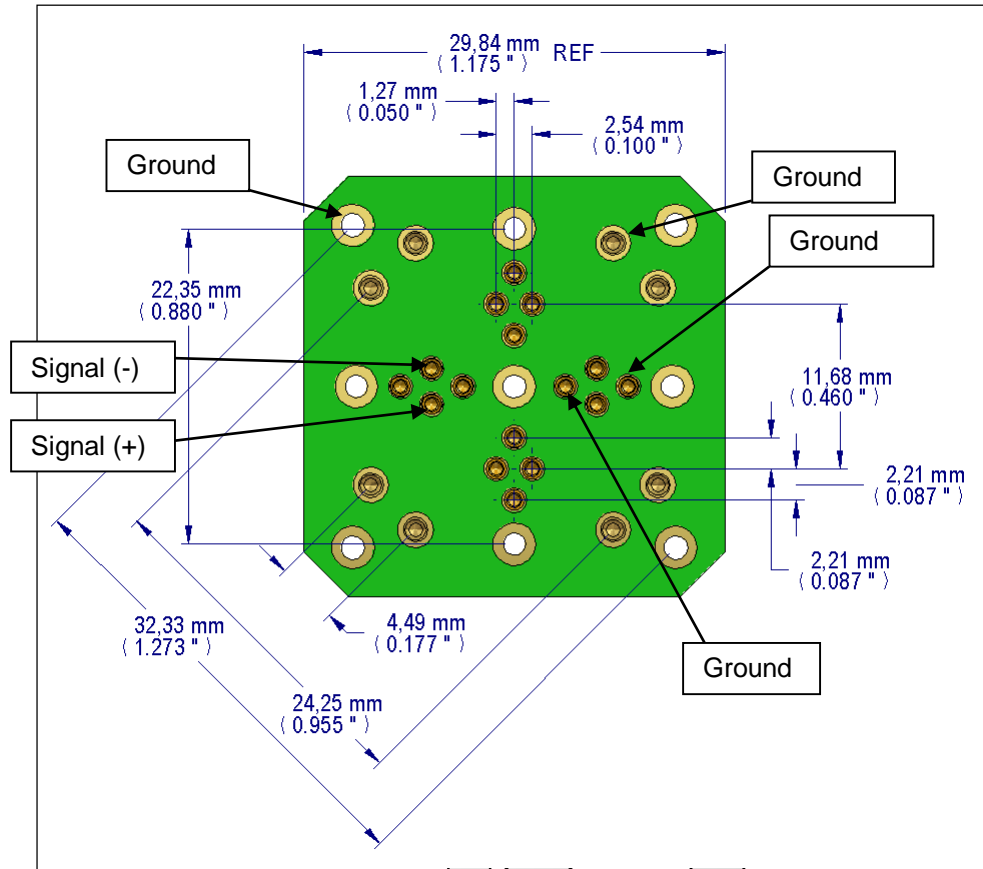 29,84 mm
( 1.175 " ) REF
1,27 mm
( 0.050 " )
2,54 mm
( 0.100 " )
Ground
Ground
Ground
22,35 mm
( 0.880 " )
Signal (-)
Signal (+)
11,68 mm
( 0.460 " )
2,21 mm
( 0.087 " )
2,21 mm
( 0.087 " )
32,33 mm
( 1.273 " )
4,49 mm
( 0.177 " )
Ground
24,25 mm
( 0.955 " )